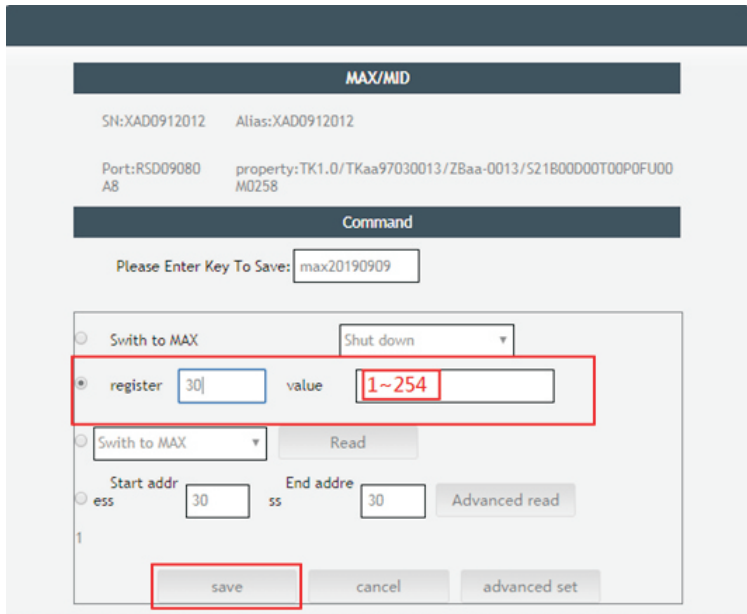 MAX/MID
SN:XAD0912012 Alias:XAD0912012
Port:RSD09080 property:TK1.0/TKaa97030013/ZBaa-0013/S21B00D00T00P0FU00
A8 M0258
Command
Please Enter Key To Save: max20190909
Swith to MAX Shut down
register 30 value 1~254
Swith to MAX Read
Start addr End addre
ess 30 ss 30 Advanced read
1
save cancel advanced set